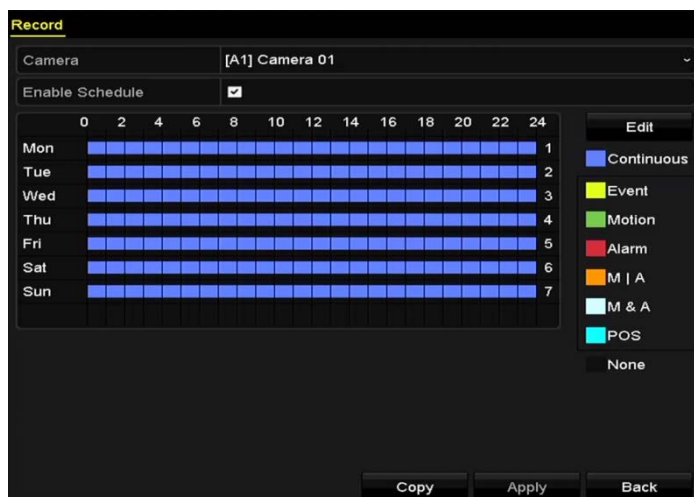 Record
Camera [A1] Camera 01
Enable Schedule
0 2 4 6 8 10 12 14 16 18 20 22 24
Edit
Mon 1
Continuous
Tue 2
Event
Wed 3
Motion
Thu 4
Alarm
Fri 5
M | A
Sat 6
M & A
Sun 7
POS
None
Copy Apply Back